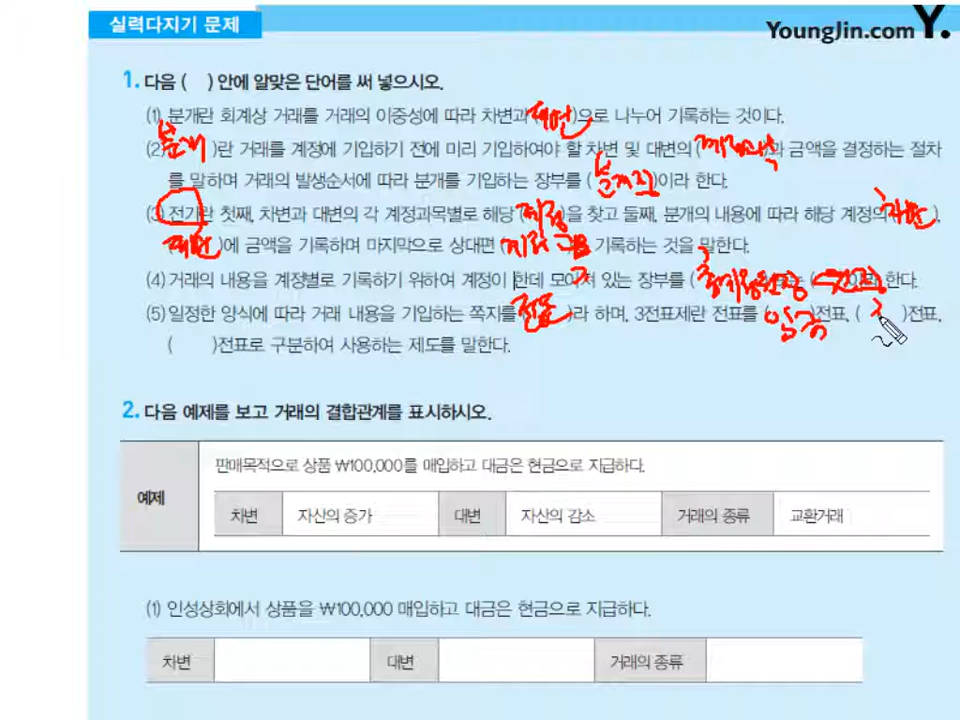 실력다지기 문제
YoungJin.com Y.
1. 다음 ( ) 안에 알맞은 단어를 써 넣으시오.
(1) 분개란 회계상 거래를 거래의 이중성에 따라 차변과 (대변)으로 나누어 기록하는 것이다.
(2) (분개)란 거래를 계정에 기입하기 전에 미리 기입하여야 할 차변 및 대변의 (계정과목)과 금액을 결정하는 절차
를 말하며 거래의 발생순서에 따라 분개를 기입하는 장부를 (분개장)이라 한다.
(3) 전기란 첫째, 차변과 대변의 각 계정과목별로 해당 (계정)을 찾고 둘째, 분개의 내용에 따라 해당 계정의 (차변),
(대변)에 금액을 기록하며 마지막으로 상대편 기록하는 것을 말한다.
(4) 거래의 내용을 계정별로 기록하기 위하여 계정이 한데 모아져 있는 장부를 (총계정원장 한다.
(5) 일정한 양식에 따라 거래 내용을 기입하는 쪽지를 (전표)라 하며, 3전표제란 전표를 (입금)전표, ( )전표,
( )전표로 구분하여 사용하는 제도를 말한다.
2. 다음 예제를 보고 거래의 결합관계를 표시하시오.
예제
판매목적으로 상품 ₩100,000를 매입하고 대금은 현금으로 지급하다.
차변 자산의 증가 대변 자산의 감소 거래의 종류 교환거래
(1) 인성상회에서 상품을 ₩100,000 매입하고 대금은 현금으로 지급하다.
차변 대변 거래의 종류